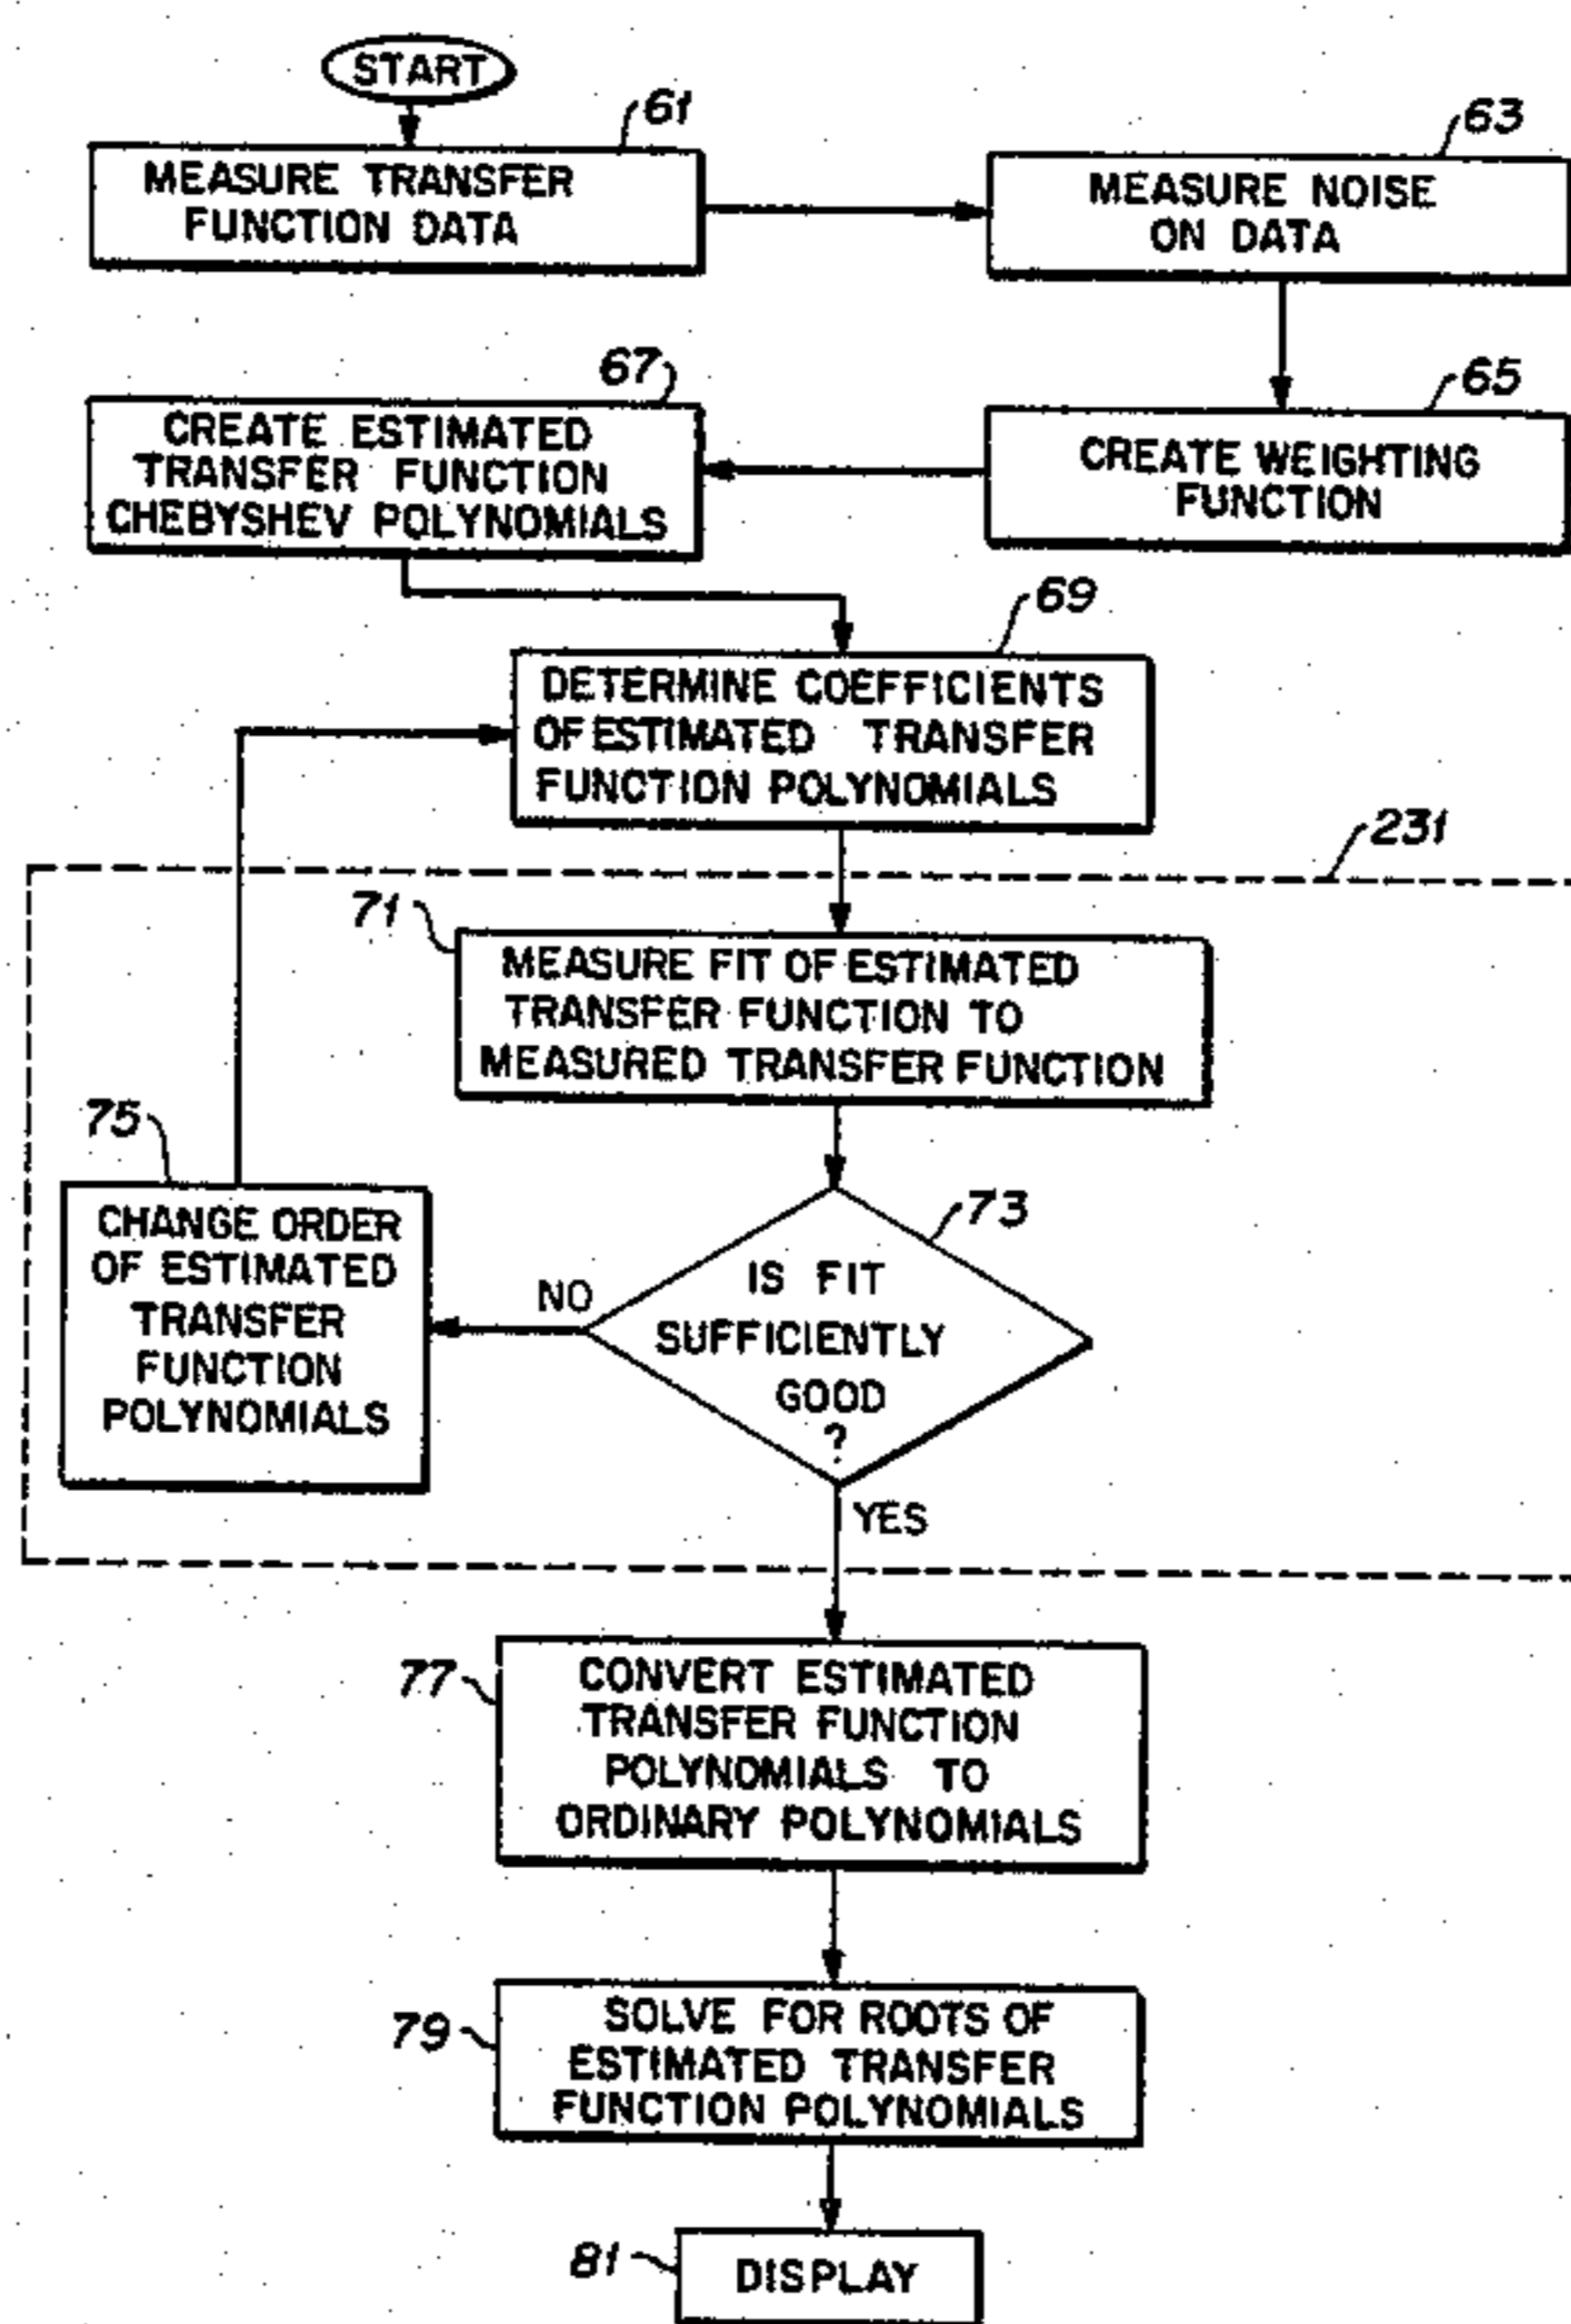 START
61
MEASURE TRANSFER
FUNCTION DATA
63
MEASURE NOISE
ON DATA
65
CREATE WEIGHTING
FUNCTION
67
CREATE ESTIMATED
TRANSFER FUNCTION
CHEBYSHEV POLYNOMIALS
69
DETERMINE COEFFICIENTS
OF ESTIMATED TRANSFER
FUNCTION POLYNOMIALS
231
71
MEASURE FIT OF ESTIMATED
TRANSFER FUNCTION TO
MEASURED TRANSFER FUNCTION
73
IS FIT
SUFFICIENTLY
GOOD
?
NO
75
CHANGE ORDER
OF ESTIMATED
TRANSFER
FUNCTION
POLYNOMIALS
YES
77
CONVERT ESTIMATED
TRANSFER FUNCTION
POLYNOMIALS TO
ORDINARY POLYNOMIALS
79
SOLVE FOR ROOTS OF
ESTIMATED TRANSFER
FUNCTION POLYNOMIALS
81
DISPLAY